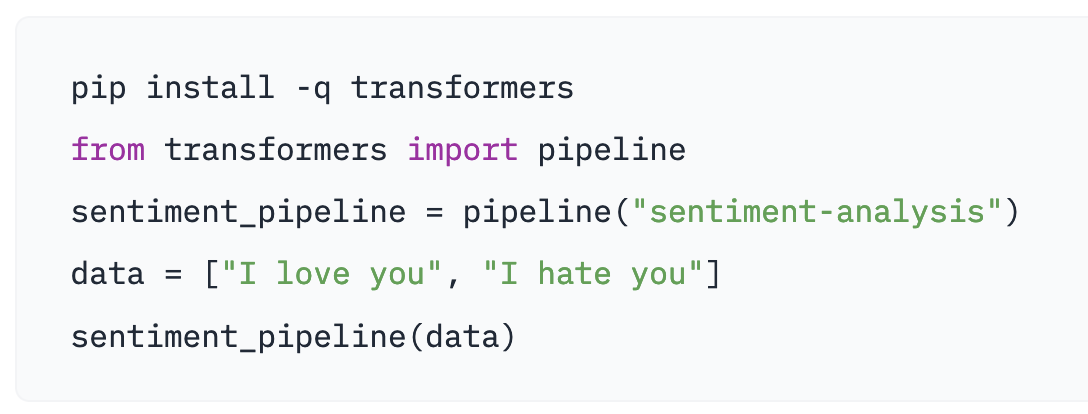 pip install -q transformers
from transformers import pipeline
sentiment_pipeline = pipeline("sentiment-analysis")
data = ["I love you", "I hate you"]
sentiment_pipeline(data)